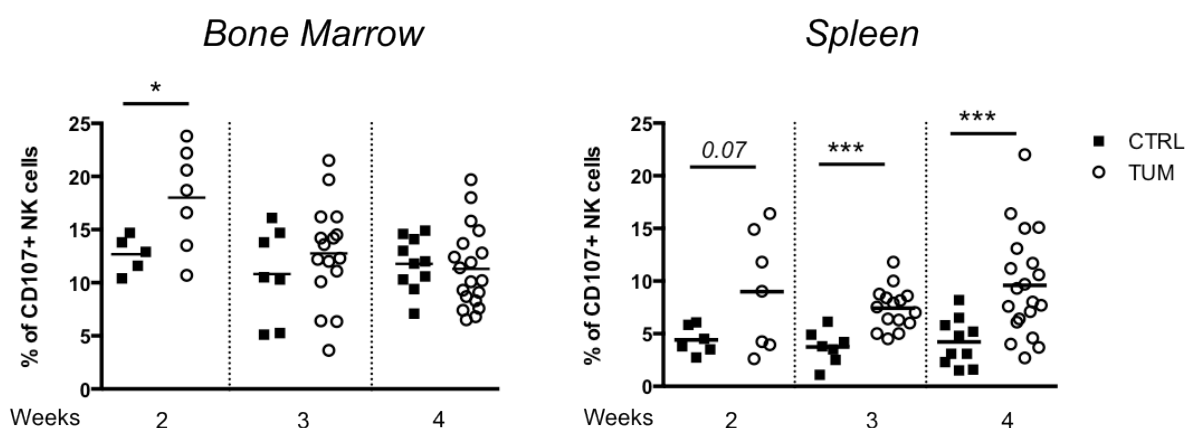 Bone Marrow
Spleen
*
25
20
15
10
5
0
% of CD107+ NK cells
0.07
***
***
25
20
15
10
5
0
% of CD107+ NK cells
CTRL
TUM
Weeks 2 3 4
Weeks 2 3 4